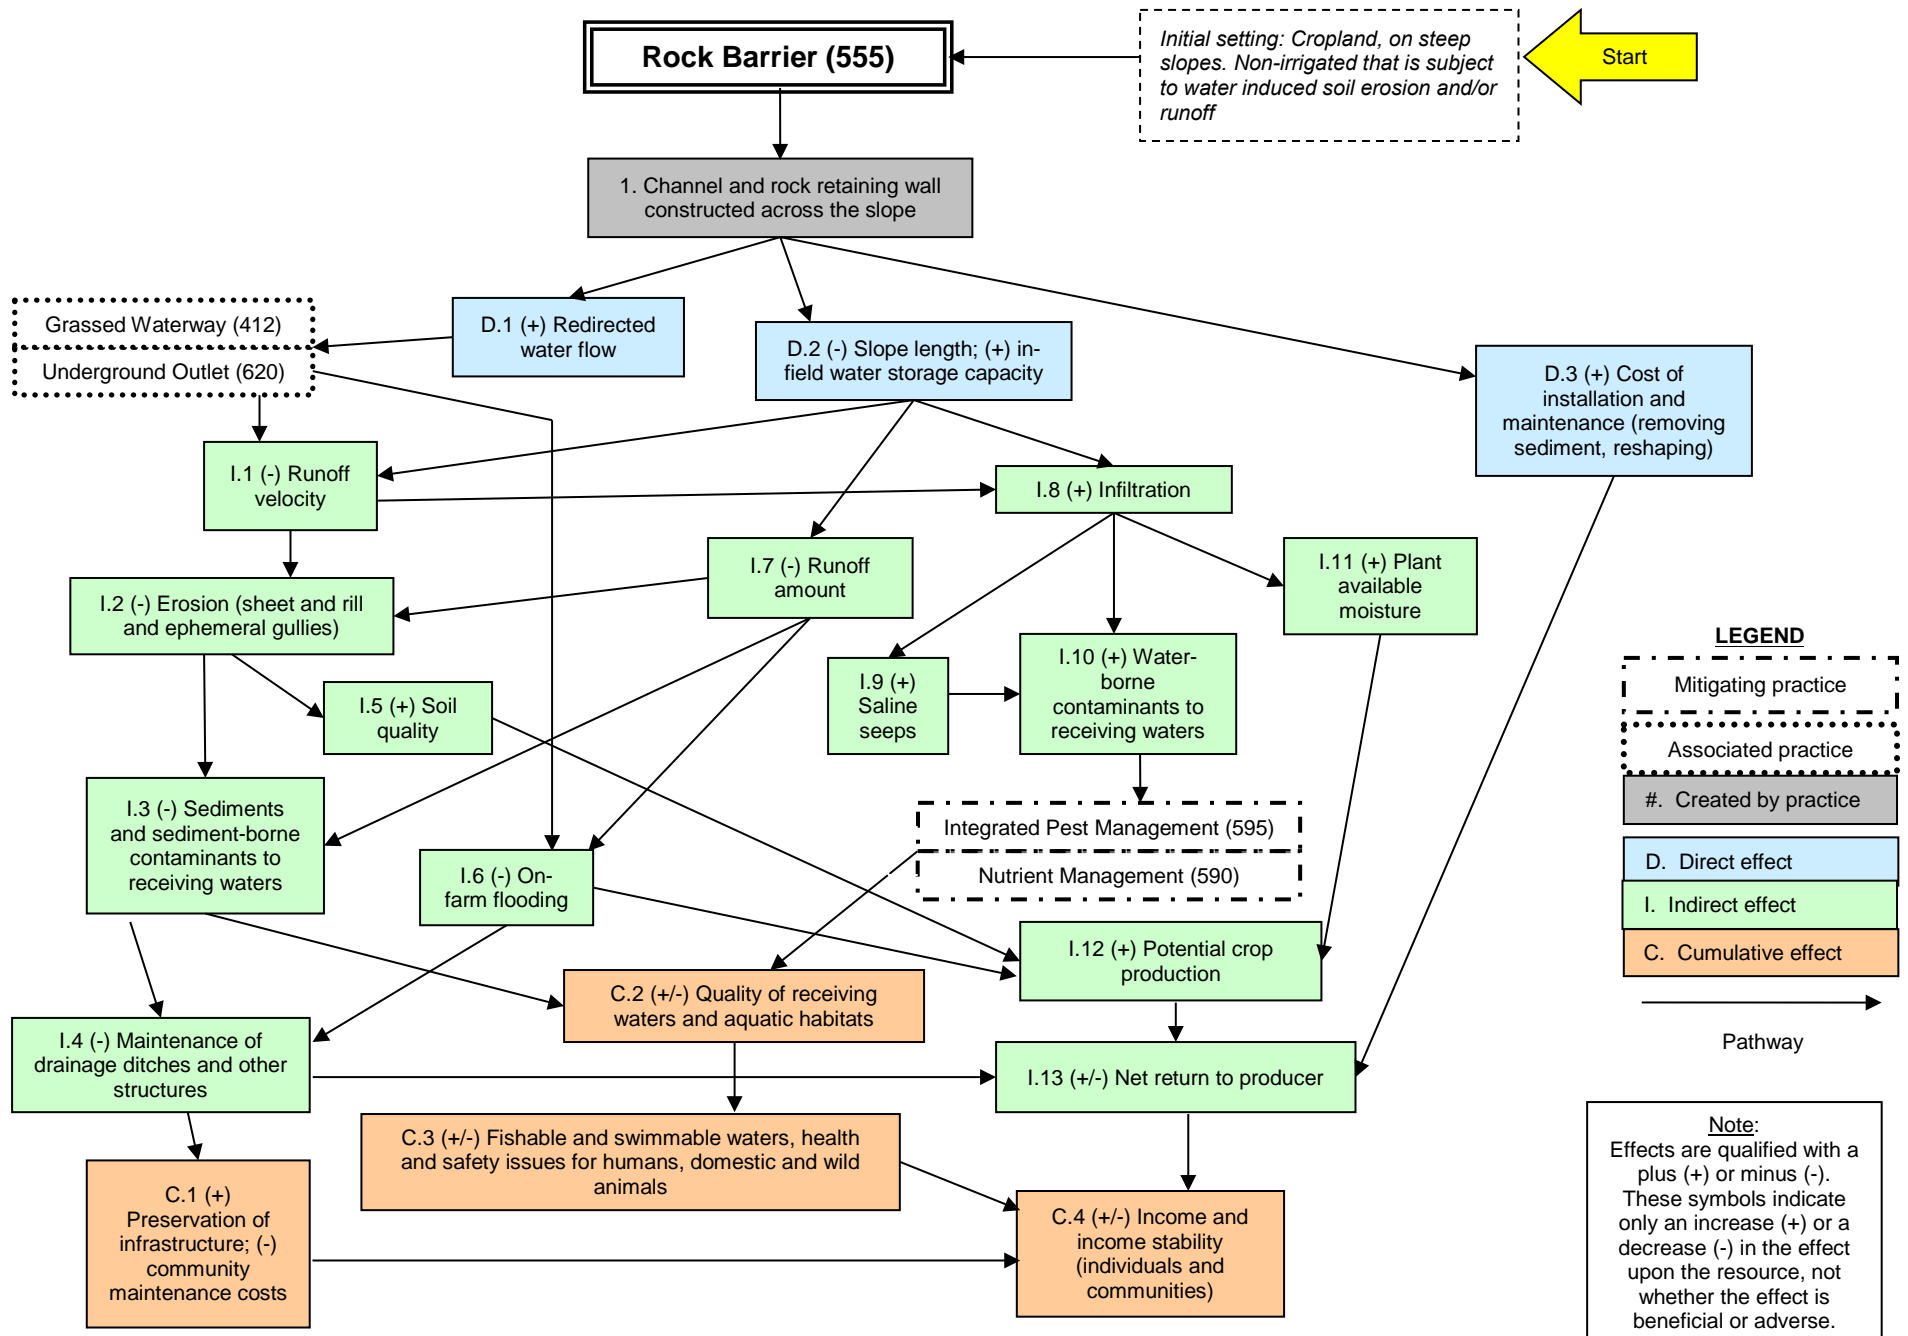 Rock Barrier (555)
Initial setting: Cropland, on steep
slopes. Non-irrigated that is subject
to water induced soil erosion and/or
runoff
Start
1. Channel and rock retaining wall
constructed across the slope
Grassed Waterway (412)
Underground Outlet (620)
D.1 (+) Redirected
water flow
D.2 (-) Slope length; (+) in-
field water storage capacity
D.3 (+) Cost of
installation and
maintenance (removing
sediment, reshaping)
I.1 (-) Runoff
velocity
I.8 (+) Infiltration
I.2 (-) Erosion (sheet and rill
and ephemeral gullies)
I.7 (-) Runoff
amount
I.11 (+) Plant
available
moisture
I.5 (+) Soil
quality
I.9 (+)
Saline
seeps
I.10 (+) Water-
borne
contaminants to
receiving waters
I.3 (-) Sediments
and sediment-borne
contaminants to
receiving waters
I.6 (-) On-
farm flooding
Integrated Pest Management (595)
Nutrient Management (590)
I.12 (+) Potential crop
production
C.2 (+/-) Quality of receiving
waters and aquatic habitats
I.4 (-) Maintenance of
drainage ditches and other
structures
I.13 (+/-) Net return to producer
C.3 (+/-) Fishable and swimmable waters, health
and safety issues for humans, domestic and wild
animals
C.1 (+)
Preservation of
infrastructure; (-)
community
maintenance costs
C.4 (+/-) Income and
income stability
(individuals and
communities)
LEGEND
Mitigating practice
Associated practice
#. Created by practice
D. Direct effect
I. Indirect effect
C. Cumulative effect
Pathway
Note:
Effects are qualified with a
plus (+) or minus (-).
These symbols indicate
only an increase (+) or a
decrease (-) in the effect
upon the resource, not
whether the effect is
beneficial or adverse.